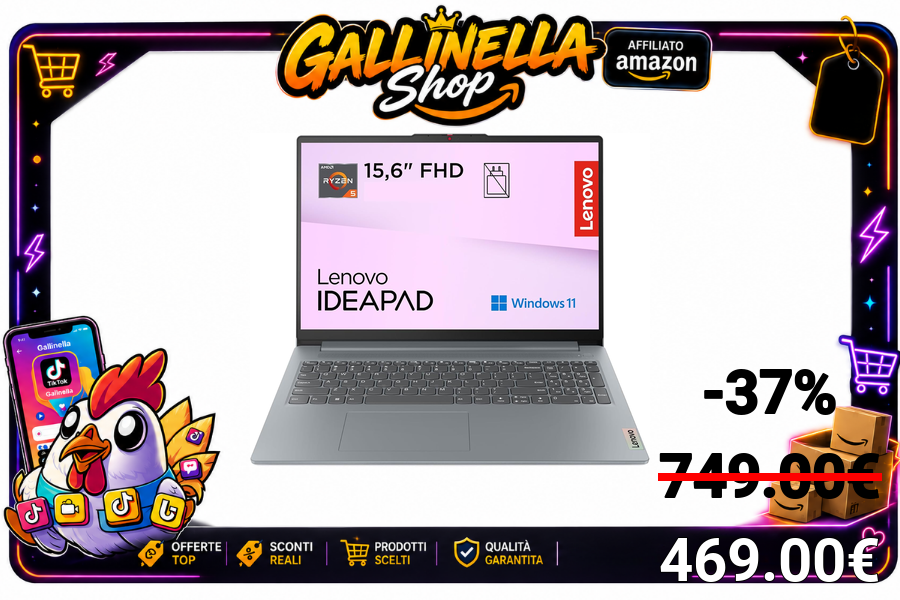 GALLINELLA
Shop
AFFILIATO
amazon
AMD
RYZEN
5
15,6" FHD
Lenovo
Lenovo
IDEAPAD
Windows 11
Lenovo
Gallinella
TikTok
Gallinella
-37%
749.00€
469.00€
OFFERTE
TOP
SCONTI
REALI
PRODOTTI
SCELTI
QUALITÀ
GARANTITA